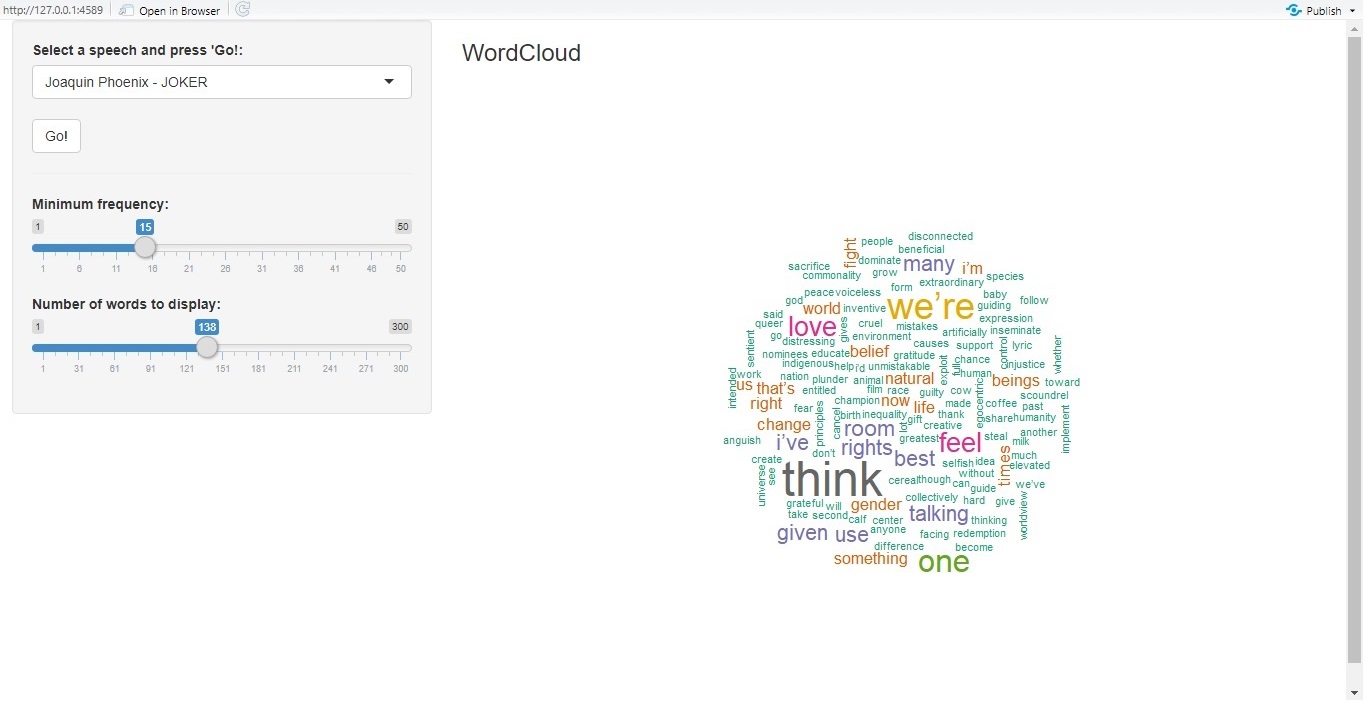 http://127.0.0.1:4589 Open in Browser Publish
Select a speech and press 'Go!:
WordCloud
Joaquin Phoenix - JOKER
Go!
Minimum frequency:
1 15 50
1 6 11 16 21 26 31 36 41 46 50
Number of words to display:
1 138 300
1 31 61 91 121 151 181 211 241 271 300
disconnected
fight people
beneficial
dominate many i'm
sacrifice
commonality grow species
extraordinary
form
peace voiceless baby
god guiding follow
world inventive we're
said expression
queer love gives cruel mistakes artificially inseminate
go environment
distressing causes support lyric
sentient control whether
nominees educate belief gratitude chance injustice
indigenous help i'd unmistakable exploit full
work nation plunder animal natural human beings toward
intended us that's entitled film race guilty cow egocentric scoundrel
right fear champion now life made coffee past
principles cancel birth inequality gift thank share humanity implement
change room lot creative another
anguish i've rights greatest feel steal milk
don't best times much
create selfish idea elevated
universe see think cereal though without can guide we've
grateful will gender collectively hard give worldview
take second calf center talking thinking
given use anyone facing redemption
difference become
something one